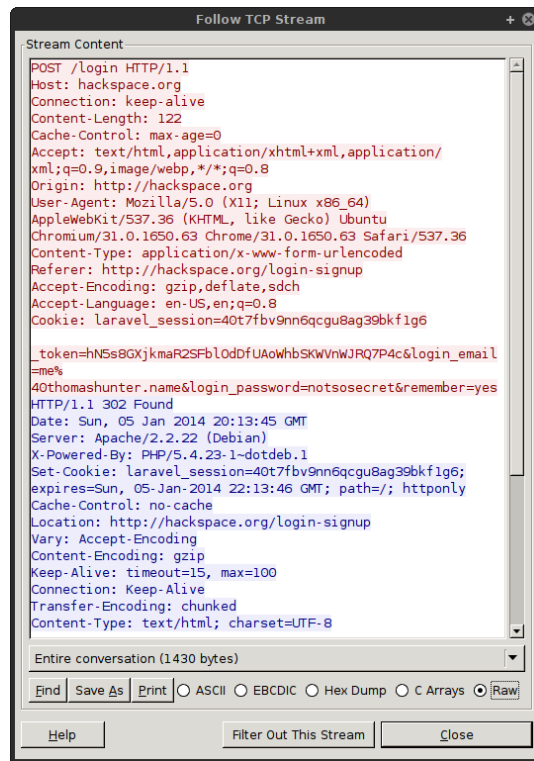 Follow TCP Stream
Stream Content
POST /login HTTP/1.1
Host: hackspace.org
Connection: keep-alive
Content-Length: 122
Cache-Control: max-age=0
Accept: text/html,application/xhtml+xml,application/
xml;q=0.9,image/webp,*/*;q=0.8
Origin: http://hackspace.org
User-Agent: Mozilla/5.0 (X11; Linux x86_64)
AppleWebKit/537.36 (KHTML, like Gecko) Ubuntu
Chromium/31.0.1650.63 Chrome/31.0.1650.63 Safari/537.36
Content-Type: application/x-www-form-urlencoded
Referer: http://hackspace.org/login-signup
Accept-Encoding: gzip,deflate,sdch
Accept-Language: en-US,en;q=0.8
Cookie: laravel_session=40t7fbv9nn6qcgu8ag39bkf1g6
_token=hN5s8GXjkmaR2SFblOdDfUAoWhbSKWVnWJRQ7P4c&login_email
=me%
40thomashunter.name&login_password=notsosecret&remember=yes
HTTP/1.1 302 Found
Date: Sun, 05 Jan 2014 20:13:45 GMT
Server: Apache/2.2.22 (Debian)
X-Powered-By: PHP/5.4.23-1~dotdeb.1
Set-Cookie: laravel_session=40t7fbv9nn6qcgu8ag39bkf1g6;
expires=Sun, 05-Jan-2014 22:13:46 GMT; path=/; httponly
Cache-Control: no-cache
Location: http://hackspace.org/login-signup
Vary: Accept-Encoding
Content-Encoding: gzip
Keep-Alive: timeout=15, max=100
Connection: Keep-Alive
Transfer-Encoding: chunked
Content-Type: text/html; charset=UTF-8
Entire conversation (1430 bytes)
Find Save As Print ASCII EBCDIC Hex Dump C Arrays Raw
Help Filter Out This Stream Close